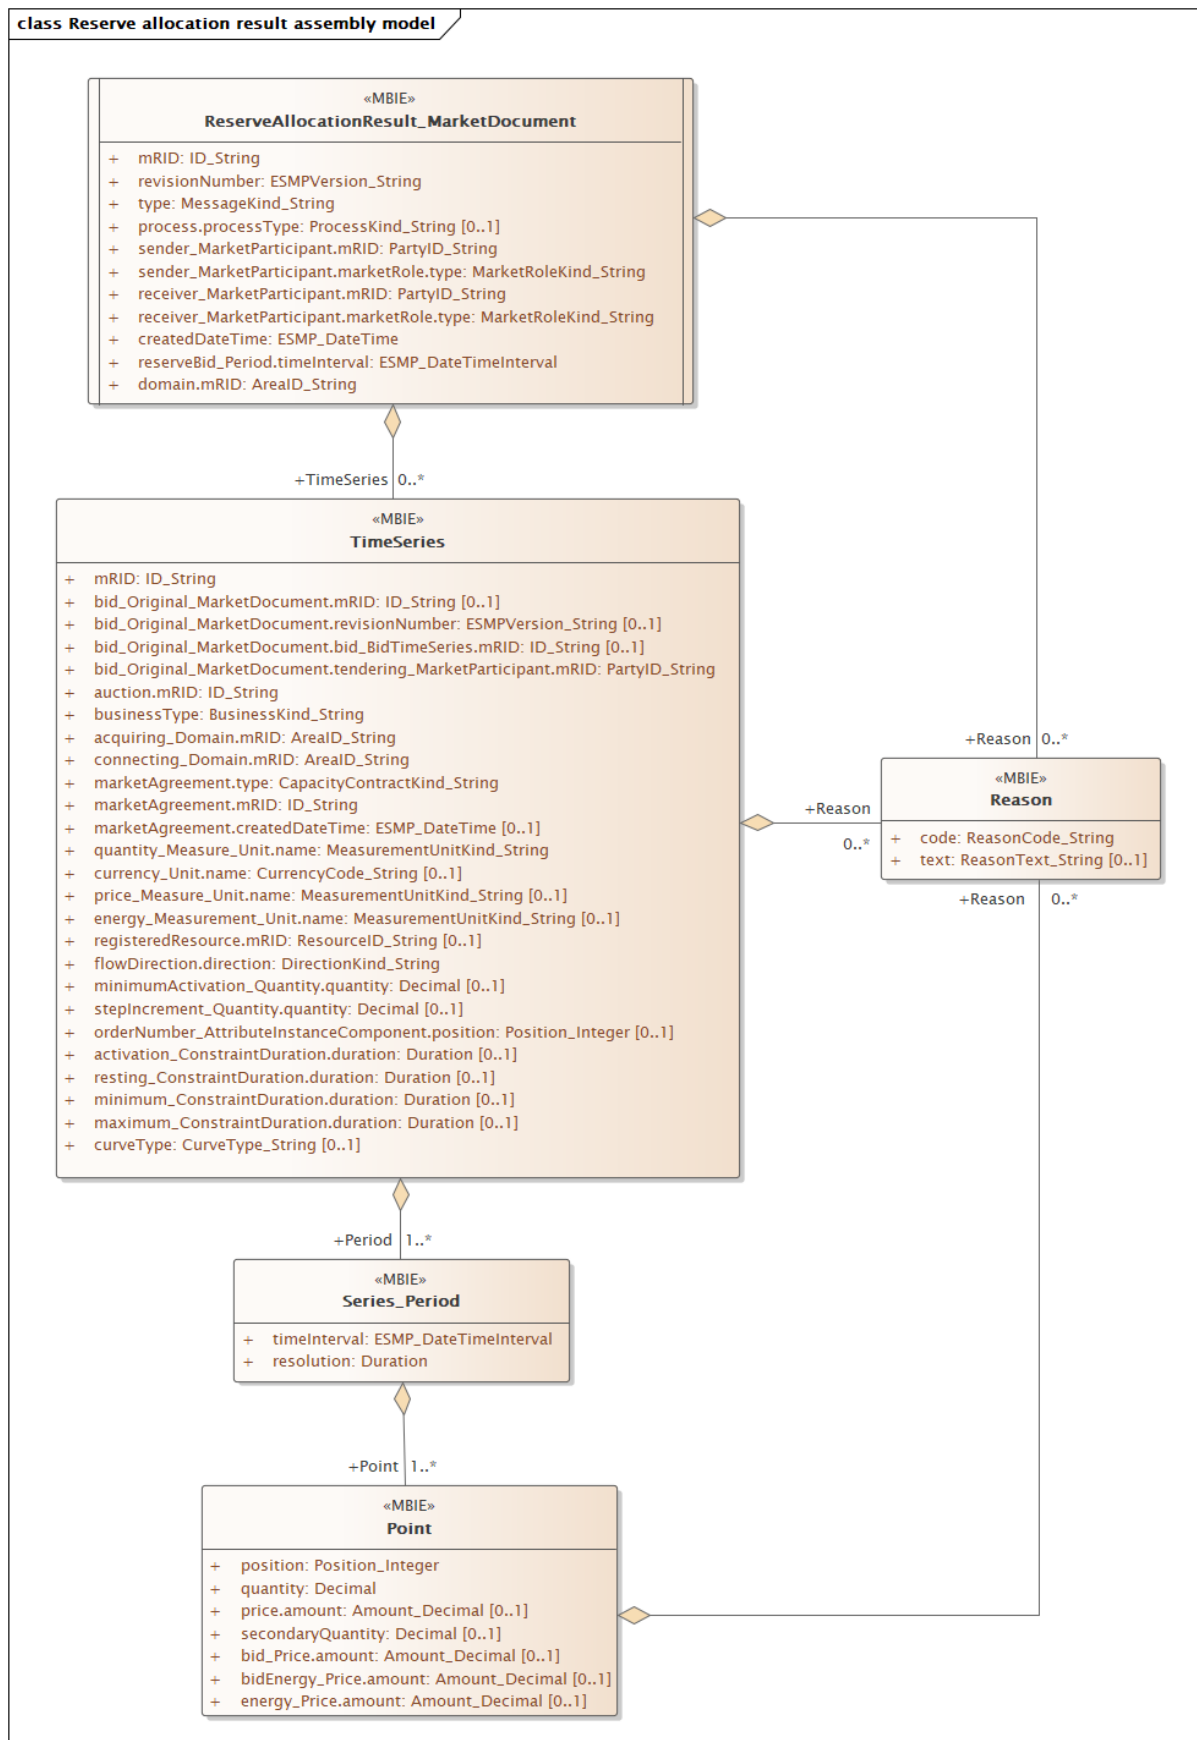 class Reserve allocation result assembly model
«MBIE»
ReserveAllocationResult_MarketDocument
+ mRID: ID_String
+ revisionNumber: ESMPVersion_String
+ type: MessageKind_String
+ process.processType: ProcessKind_String [0..1]
+ sender_MarketParticipant.mRID: PartyID_String
+ sender_MarketParticipant.marketRole.type: MarketRoleKind_String
+ receiver_MarketParticipant.mRID: PartyID_String
+ receiver_MarketParticipant.marketRole.type: MarketRoleKind_String
+ createdDateTime: ESMP_DateTime
+ reserveBid_Period.timeInterval: ESMP_DateTimeInterval
+ domain.mRID: AreaID_String
+TimeSeries 0..*
«MBIE»
TimeSeries
+ mRID: ID_String
+ bid_Original_MarketDocument.mRID: ID_String [0..1]
+ bid_Original_MarketDocument.revisionNumber: ESMPVersion_String [0..1]
+ bid_Original_MarketDocument.bid_BidTimeSeries.mRID: ID_String [0..1]
+ bid_Original_MarketDocument.tendering_MarketParticipant.mRID: PartyID_String
+ auction.mRID: ID_String
+ businessType: BusinessKind_String
+ acquiring_Domain.mRID: AreaID_String
+ connecting_Domain.mRID: AreaID_String
+ marketAgreement.type: CapacityContractKind_String
+ marketAgreement.mRID: ID_String
+ marketAgreement.createdDateTime: ESMP_DateTime [0..1]
+ quantity_Measure_Unit.name: MeasurementUnitKind_String
+ currency_Unit.name: CurrencyCode_String [0..1]
+ price_Measure_Unit.name: MeasurementUnitKind_String [0..1]
+ energy_Measurement_Unit.name: MeasurementUnitKind_String [0..1]
+ registeredResource.mRID: ResourceID_String [0..1]
+ flowDirection.direction: DirectionKind_String
+ minimumActivation_Quantity.quantity: Decimal [0..1]
+ stepIncrement_Quantity.quantity: Decimal [0..1]
+ orderNumber_AttributeInstanceComponent.position: Position_Integer [0..1]
+ activation_ConstraintDuration.duration: Duration [0..1]
+ resting_ConstraintDuration.duration: Duration [0..1]
+ minimum_ConstraintDuration.duration: Duration [0..1]
+ maximum_ConstraintDuration.duration: Duration [0..1]
+ curveType: CurveType_String [0..1]
+Reason 0..*
«MBIE»
Reason
+ code: ReasonCode_String
+ text: ReasonText_String [0..1]
+Reason
0..*
+Reason 0..*
+Period 1..*
«MBIE»
Series_Period
+ timeInterval: ESMP_DateTimeInterval
+ resolution: Duration
+Point 1..*
«MBIE»
Point
+ position: Position_Integer
+ quantity: Decimal
+ price.amount: Amount_Decimal [0..1]
+ secondaryQuantity: Decimal [0..1]
+ bid_Price.amount: Amount_Decimal [0..1]
+ bidEnergy_Price.amount: Amount_Decimal [0..1]
+ energy_Price.amount: Amount_Decimal [0..1]